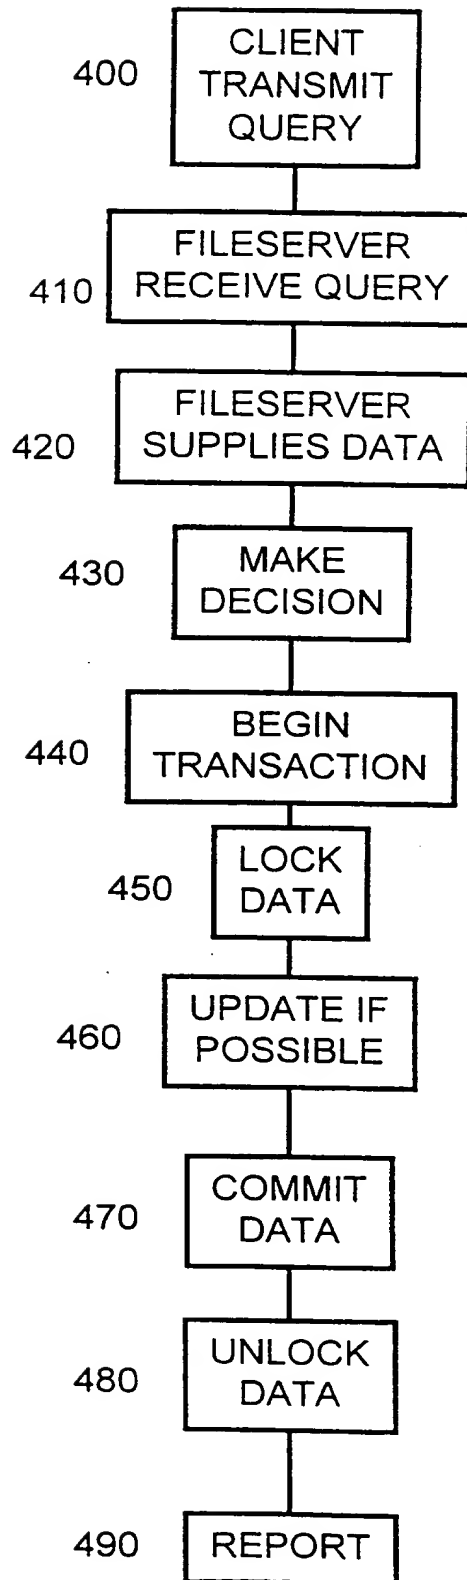 400
CLIENT
TRANSMIT
QUERY
410
FILESERVER
RECEIVE QUERY
420
FILESERVER
SUPPLIES DATA
430
MAKE
DECISION
440
BEGIN
TRANSACTION
450
LOCK
DATA
460
UPDATE IF
POSSIBLE
470
COMMIT
DATA
480
UNLOCK
DATA
490
REPORT